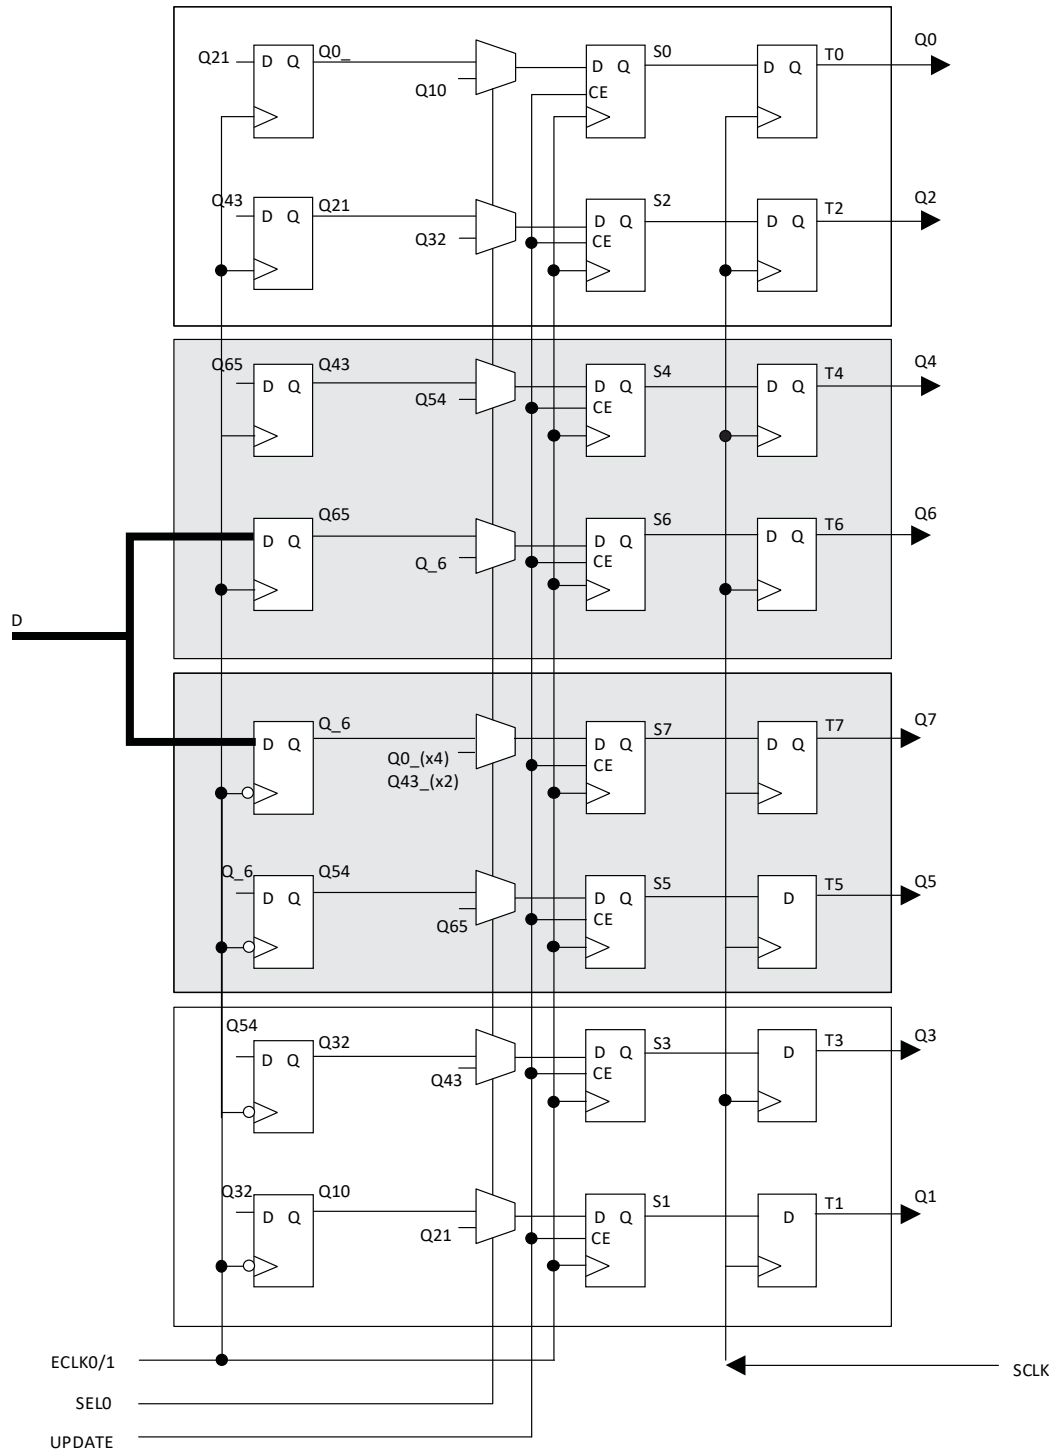 Q21 D Q Q0_ Q10 D Q CE S0 D Q T0 Q0
Q43 D Q Q21 Q32 D Q CE S2 D Q T2 Q2
Q65 D Q Q43 Q54 D Q CE S4 D Q T4 Q4
D Q Q65 Q_6 D Q CE S6 D Q T6 Q6
D
D Q Q_6 Q0_(x4) D Q CE S7 D Q T7 Q7
Q43_(x2)
Q_6 D Q Q54 Q65 D Q CE S5 D T5 Q5
Q54 D Q Q32 Q43 D Q CE S3 D T3 Q3
Q32 D Q Q10 Q21 D Q CE S1 D T1 Q1
ECLK0/1 SCLK
SEL0
UPDATE